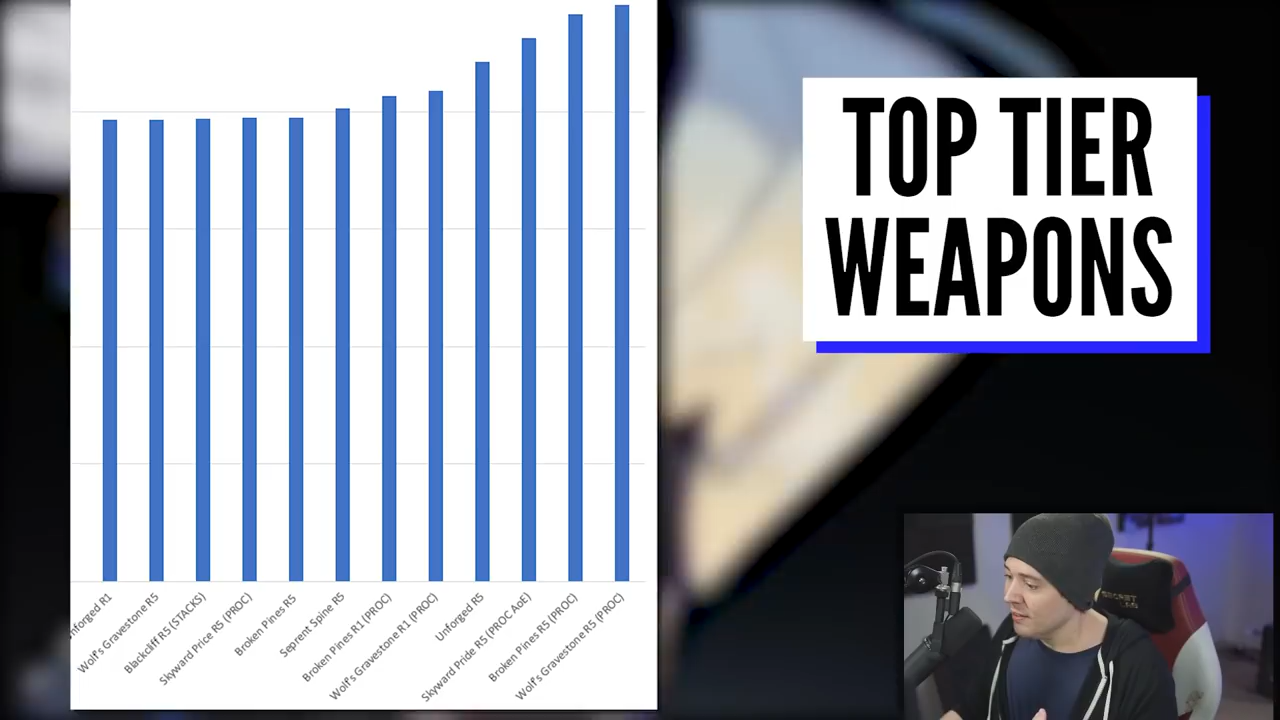 TOP TIER
WEAPONS
nforged R1
Wolf's Gravestone R5
Blackcliff R5 (STACKS)
Skyward Price R5 (PROC)
Broken Pines R5
Seprent Spine R5
Broken Pines R1 (PROC)
Wolf's Gravestone R1 (PROC)
Unforged R5
Skyward Pride R5 (PROC AoE)
Broken Pines R5 (PROC)
Wolf's Gravestone R5 (PROC)